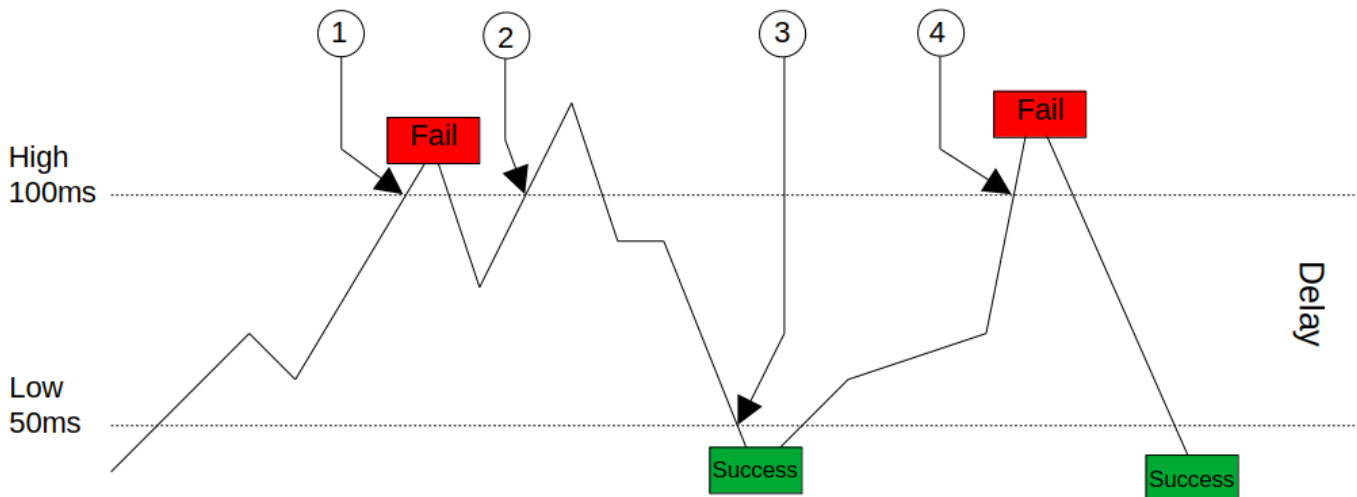 1
2
3
4
Fail
Fail
High
100ms
Delay
Low
50ms
Success
Success